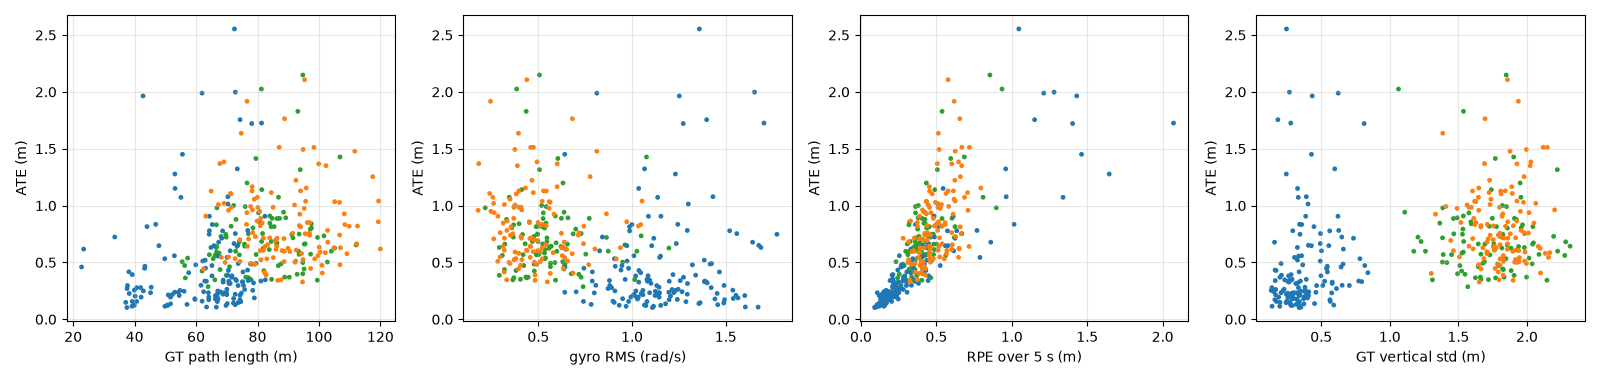 ATE (m)
2.5
2.0
1.5
1.0
0.5
0.0
20 40 60 80 100 120
GT path length (m)
ATE (m)
2.5
2.0
1.5
1.0
0.5
0.0
0.5 1.0 1.5
gyro RMS (rad/s)
ATE (m)
2.5
2.0
1.5
1.0
0.5
0.0
0.0 0.5 1.0 1.5 2.0
RPE over 5 s (m)
ATE (m)
2.5
2.0
1.5
1.0
0.5
0.0
0.5 1.0 1.5 2.0
GT vertical std (m)